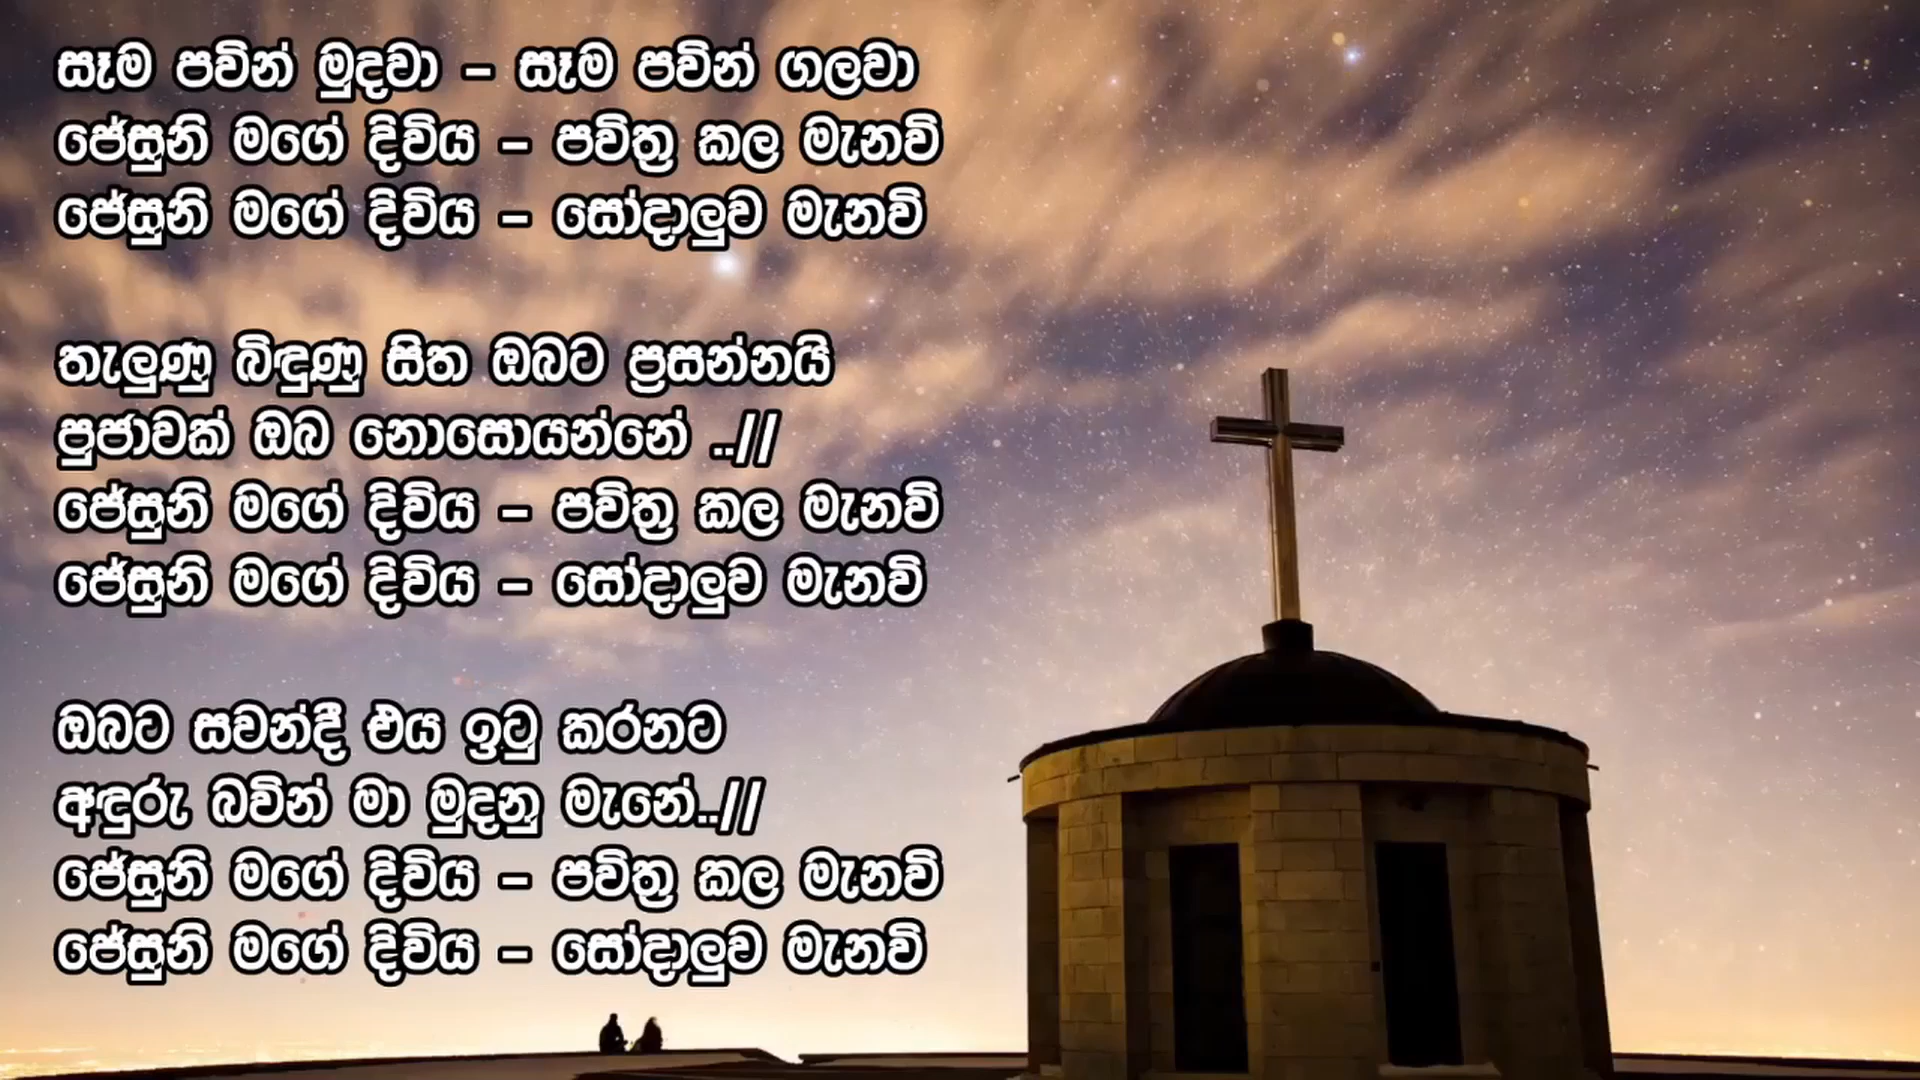 සෑම පවින් මුදවා – සෑම පවින් ගලවා
ජේසුනි මගේ දිවිය – පවිත්‍ර කල මැනවි
ජේසුනි මගේ දිවිය – සෝදාලුව මැනවි
තැලුණු බිඳුණු සිත ඔබට ප්‍රසන්නයි
පුජාවක් ඔබ නොසොයන්නේ ..//
ජේසුනි මගේ දිවිය – පවිත්‍ර කල මැනවි
ජේසුනි මගේ දිවිය – සෝදාලුව මැනවි
ඔබට සවන්දී එය ඉටු කරනට
අඳුරු බවින් මා මුදනු මැනේ..//
ජේසුනි මගේ දිවිය – පවිත්‍ර කල මැනවි
ජේසුනි මගේ දිවිය – සෝදාලුව මැනවි